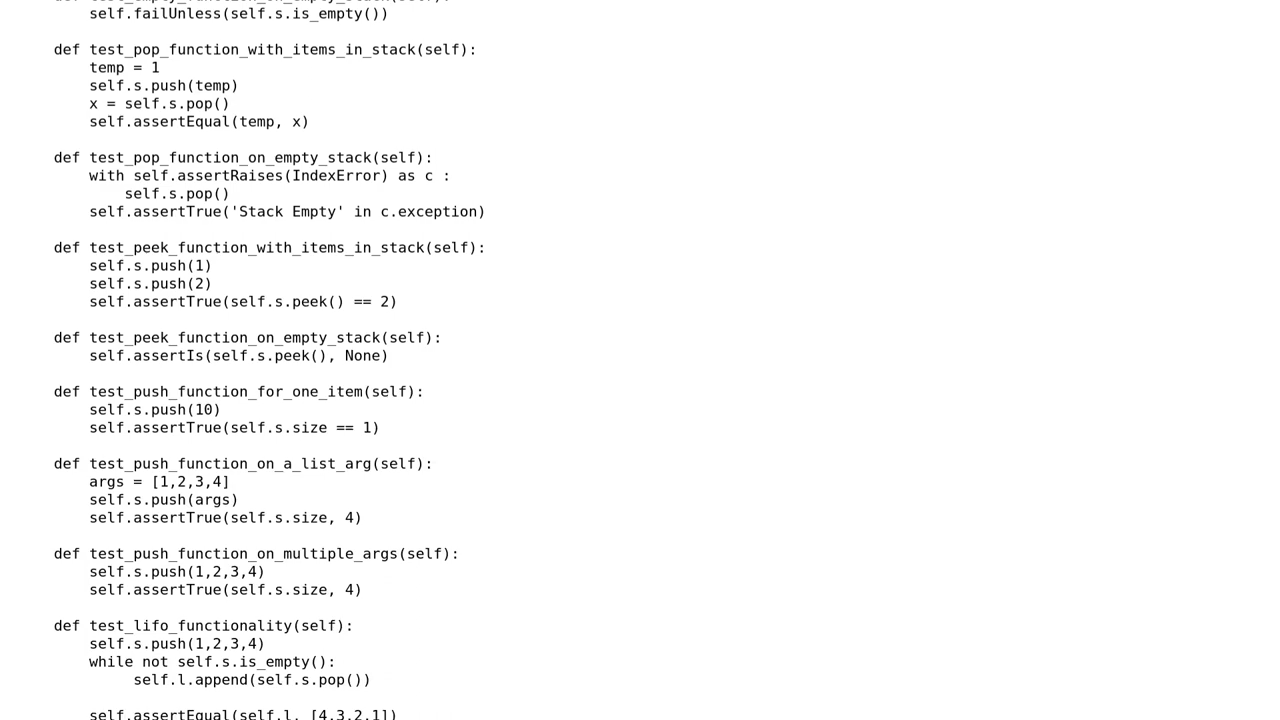 self.failUnless(self.s.is_empty())
def test_pop_function_with_items_in_stack(self):
temp = 1
self.s.push(temp)
x = self.s.pop()
self.assertEqual(temp, x)
def test_pop_function_on_empty_stack(self):
with self.assertRaises(IndexError) as c :
self.s.pop()
self.assertTrue('Stack Empty' in c.exception)
def test_peek_function_with_items_in_stack(self):
self.s.push(1)
self.s.push(2)
self.assertTrue(self.s.peek() == 2)
def test_peek_function_on_empty_stack(self):
self.assertIs(self.s.peek(), None)
def test_push_function_for_one_item(self):
self.s.push(10)
self.assertTrue(self.s.size == 1)
def test_push_function_on_a_list_arg(self):
args = [1,2,3,4]
self.s.push(args)
self.assertTrue(self.s.size, 4)
def test_push_function_on_multiple_args(self):
self.s.push(1,2,3,4)
self.assertTrue(self.s.size, 4)
def test_lifo_functionality(self):
self.s.push(1,2,3,4)
while not self.s.is_empty():
self.l.append(self.s.pop())
self.assertEqual(self.l, [4,3,2,1])